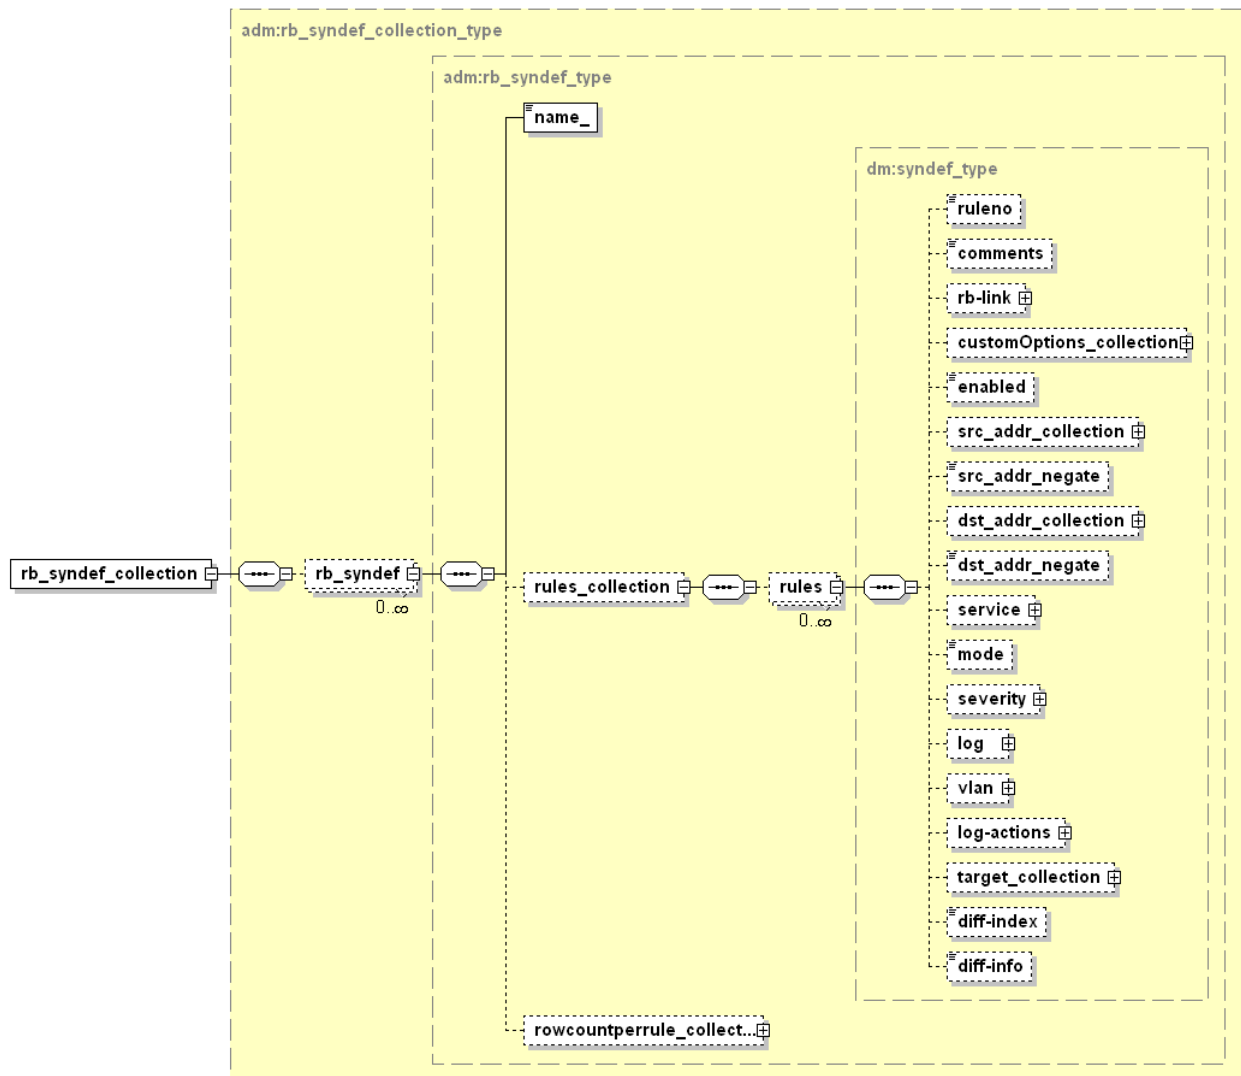 adm:rb_syndef_collection_type
adm:rb_syndef_type
name_
dm:syndef_type
ruleno
comments
rb-link
customOptions_collection
enabled
src_addr_collection
src_addr_negate
dst_addr_collection
dst_addr_negate
rb_syndef_collection
rb_syndef
0..∞
rules_collection
rules
0..∞
service
mode
severity
log
vlan
log-actions
target_collection
diff-index
diff-info
rowcountperrule_collect...